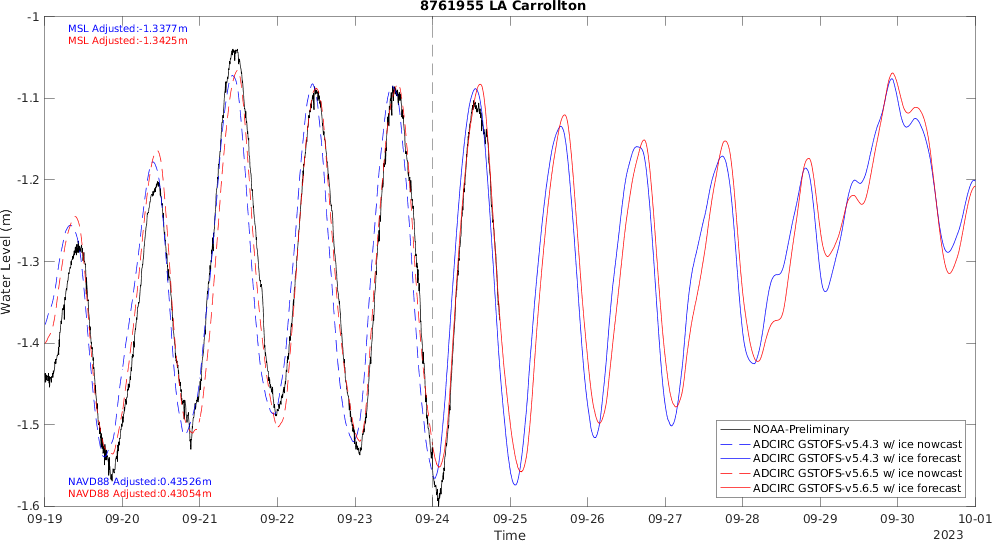 8761955 LA Carrollton
MSL Adjusted:-1.3377m
MSL Adjusted:-1.3425m
Water Level (m)
-1
-1.1
-1.2
-1.3
-1.4
-1.5
-1.6
NAVD88 Adjusted:0.43526m
NAVD88 Adjusted:0.43054m
NOAA-Preliminary
ADCIRC GSTOFS-v5.4.3 w/ ice nowcast
ADCIRC GSTOFS-v5.4.3 w/ ice forecast
ADCIRC GSTOFS-v5.6.5 w/ ice nowcast
ADCIRC GSTOFS-v5.6.5 w/ ice forecast
09-19 09-20 09-21 09-22 09-23 09-24 09-25 09-26 09-27 09-28 09-29 09-30 10-01
Time
2023